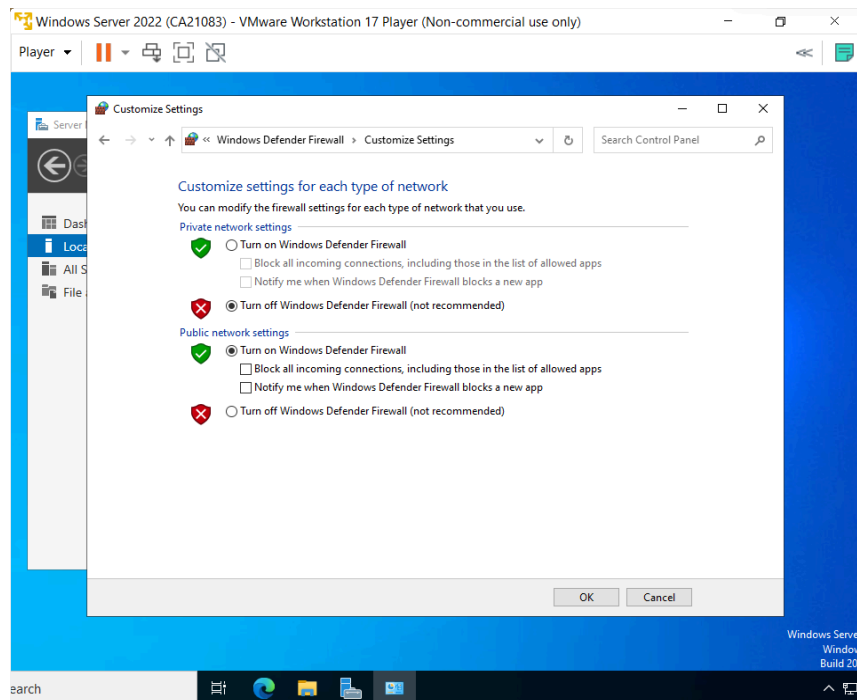 Windows Server 2022 (CA21083) - VMware Workstation 17 Player (Non-commercial use only)
Player
Customize Settings
Server
« Windows Defender Firewall › Customize Settings
Search Control Panel
Customize settings for each type of network
You can modify the firewall settings for each type of network that you use.
Private network settings
Turn on Windows Defender Firewall
Block all incoming connections, including those in the list of allowed apps
Notify me when Windows Defender Firewall blocks a new app
Turn off Windows Defender Firewall (not recommended)
Public network settings
Turn on Windows Defender Firewall
Block all incoming connections, including those in the list of allowed apps
Notify me when Windows Defender Firewall blocks a new app
Turn off Windows Defender Firewall (not recommended)
Dash
Loca
All S
File
OK Cancel
Windows Serve
Window
Build 20
earch